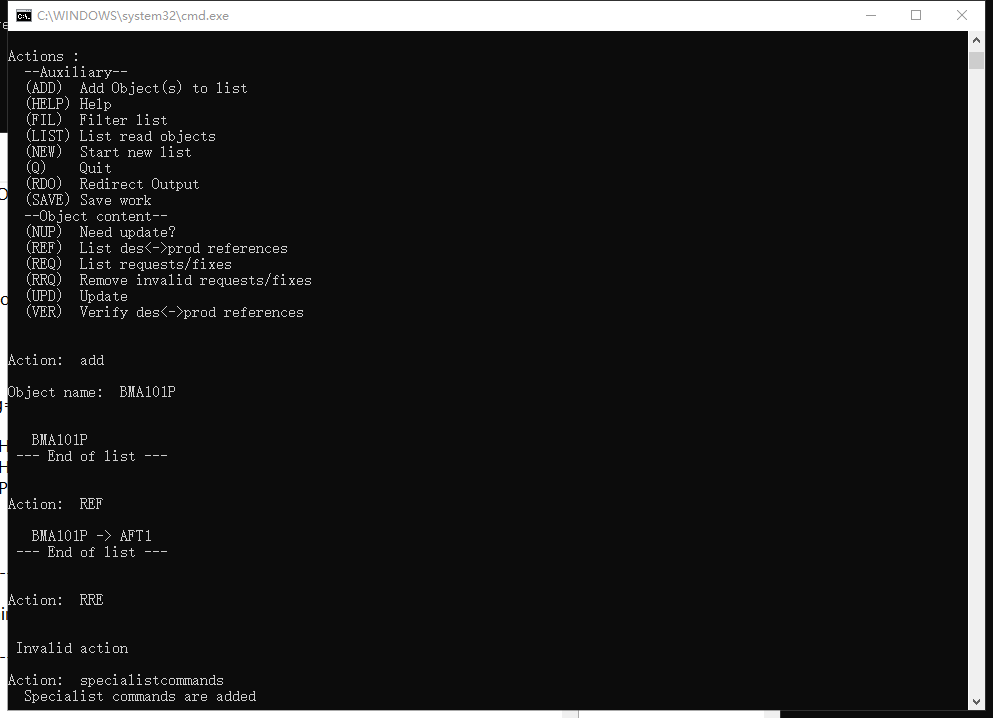 C:\WINDOWS\system32\cmd.exe
Actions :
--Auxiliary--
(ADD) Add Object(s) to list
(HELP) Help
(FIL) Filter list
(LIST) List read objects
(NEW) Start new list
(Q) Quit
(RDO) Redirect Output
(SAVE) Save work
--Object content--
(NUP) Need update?
(REF) List des<->prod references
(REQ) List requests/fixes
(RRQ) Remove invalid requests/fixes
(UPD) Update
(VER) Verify des<->prod references
Action: add
Object name: BMA101P
BMA101P
--- End of list ---
Action: REF
BMA101P -> AFT1
--- End of list ---
Action: RRE
Invalid action
Action: specialistcommands
Specialist commands are added